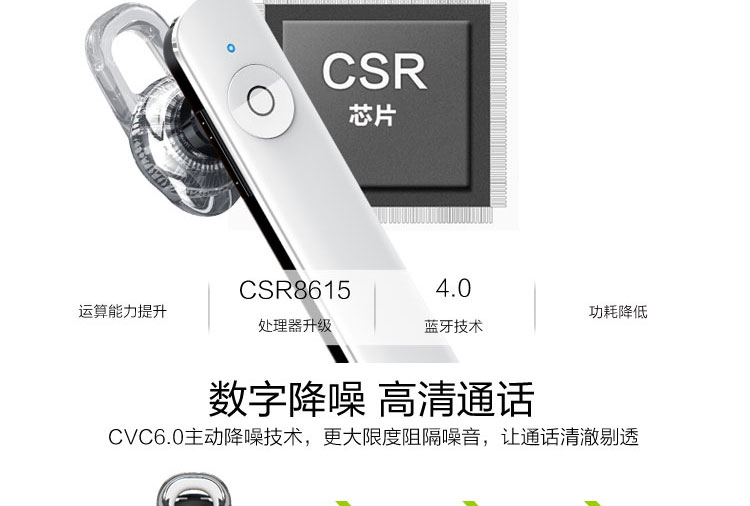 CSR
芯片
运算能力提升
CSR8615
处理器升级
4.0
蓝牙技术
功耗降低
数字降噪 高清通话
CVC6.0主动降噪技术，更大限度阻隔噪音，让通话清澈剔透